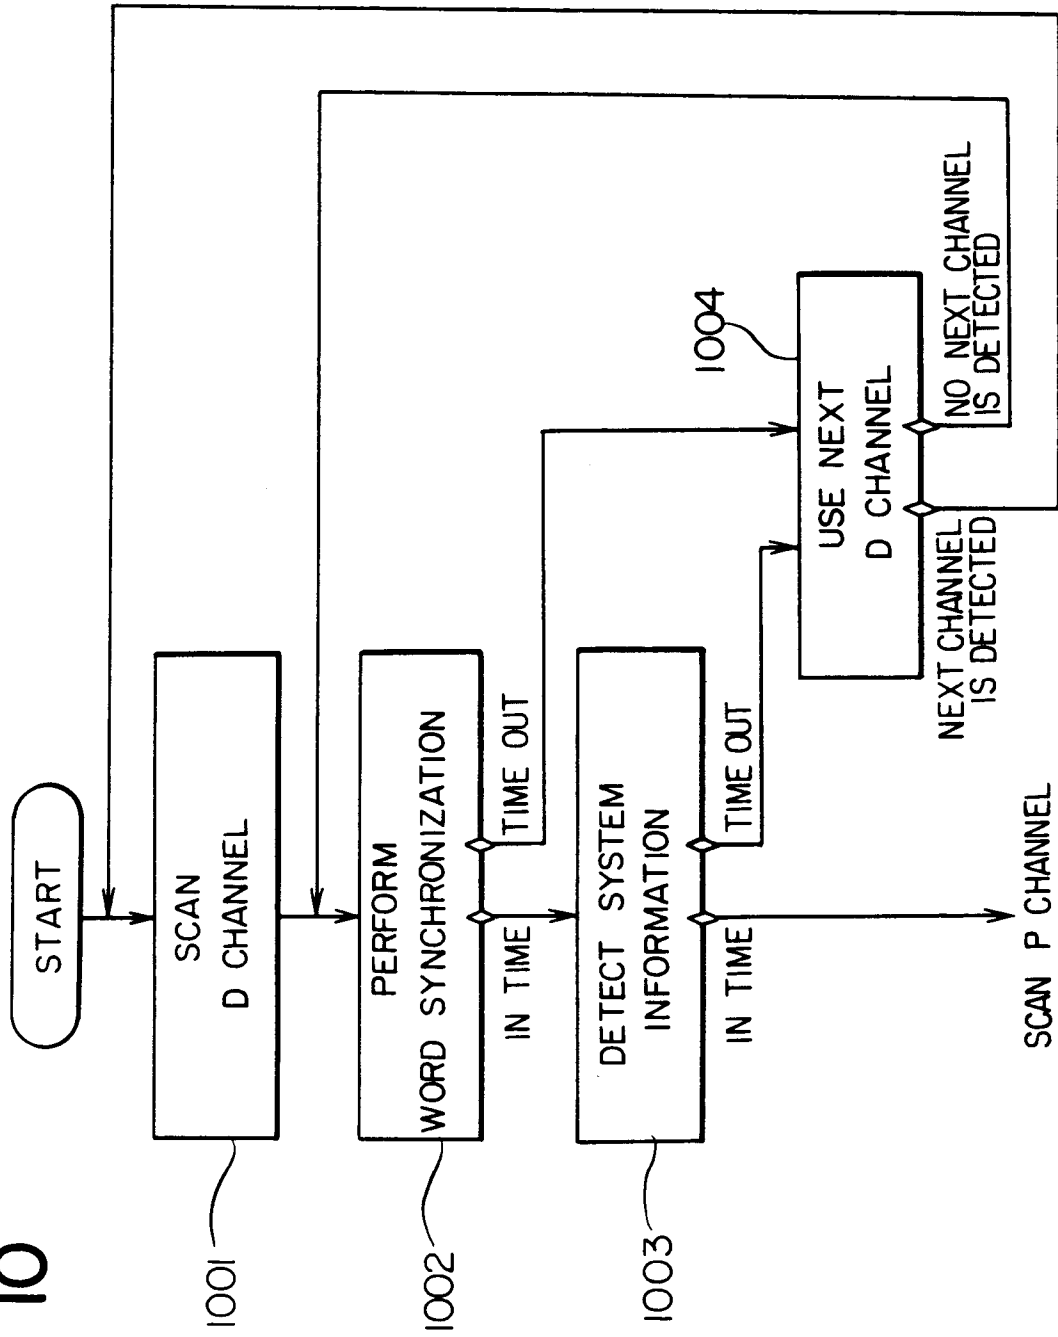 10
START
1001
SCAN
D CHANNEL
1002
PERFORM
WORD SYNCHRONIZATION
IN TIME
TIME OUT
1003
DETECT SYSTEM
INFORMATION
IN TIME
TIME OUT
1004
USE NEXT
D CHANNEL
NEXT CHANNEL
IS DETECTED
NO NEXT CHANNEL
IS DETECTED
SCAN P CHANNEL